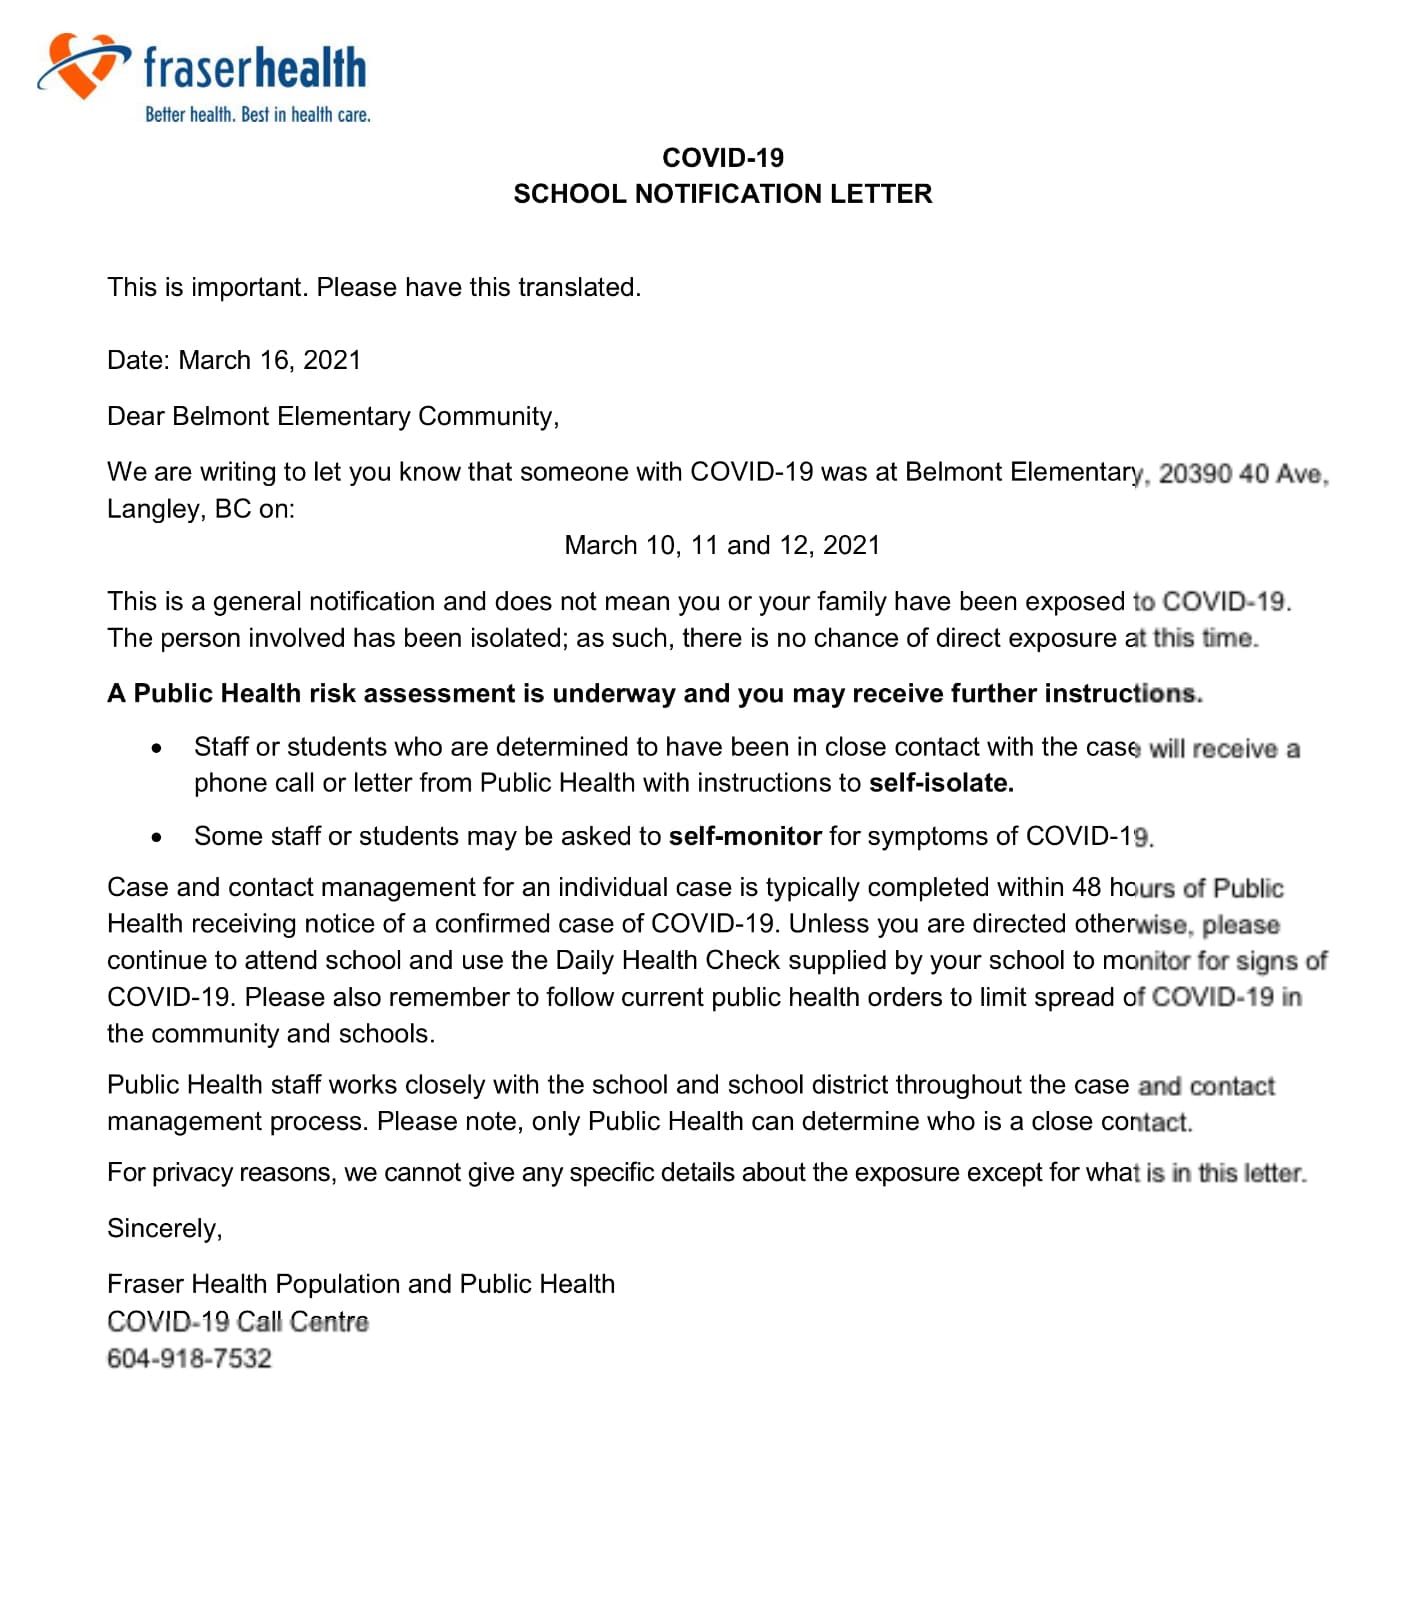 fraserhealth
Better health. Best in health care.
COVID-19
SCHOOL NOTIFICATION LETTER
This is important. Please have this translated.
Date: March 16, 2021
Dear Belmont Elementary Community,
We are writing to let you know that someone with COVID-19 was at Belmont Elementary, 20390 40 Ave,
Langley, BC on:
March 10, 11 and 12, 2021
This is a general notification and does not mean you or your family have been exposed to COVID-19.
The person involved has been isolated; as such, there is no chance of direct exposure at this time.
A Public Health risk assessment is underway and you may receive further instructions.
• Staff or students who are determined to have been in close contact with the case will receive a
phone call or letter from Public Health with instructions to self-isolate.
• Some staff or students may be asked to self-monitor for symptoms of COVID-19.
Case and contact management for an individual case is typically completed within 48 hours of Public
Health receiving notice of a confirmed case of COVID-19. Unless you are directed otherwise, please
continue to attend school and use the Daily Health Check supplied by your school to monitor for signs of
COVID-19. Please also remember to follow current public health orders to limit spread of COVID-19 in
the community and schools.
Public Health staff works closely with the school and school district throughout the case and contact
management process. Please note, only Public Health can determine who is a close contact.
For privacy reasons, we cannot give any specific details about the exposure except for what is in this letter.
Sincerely,
Fraser Health Population and Public Health
COVID-19 Call Centre
604-918-7532